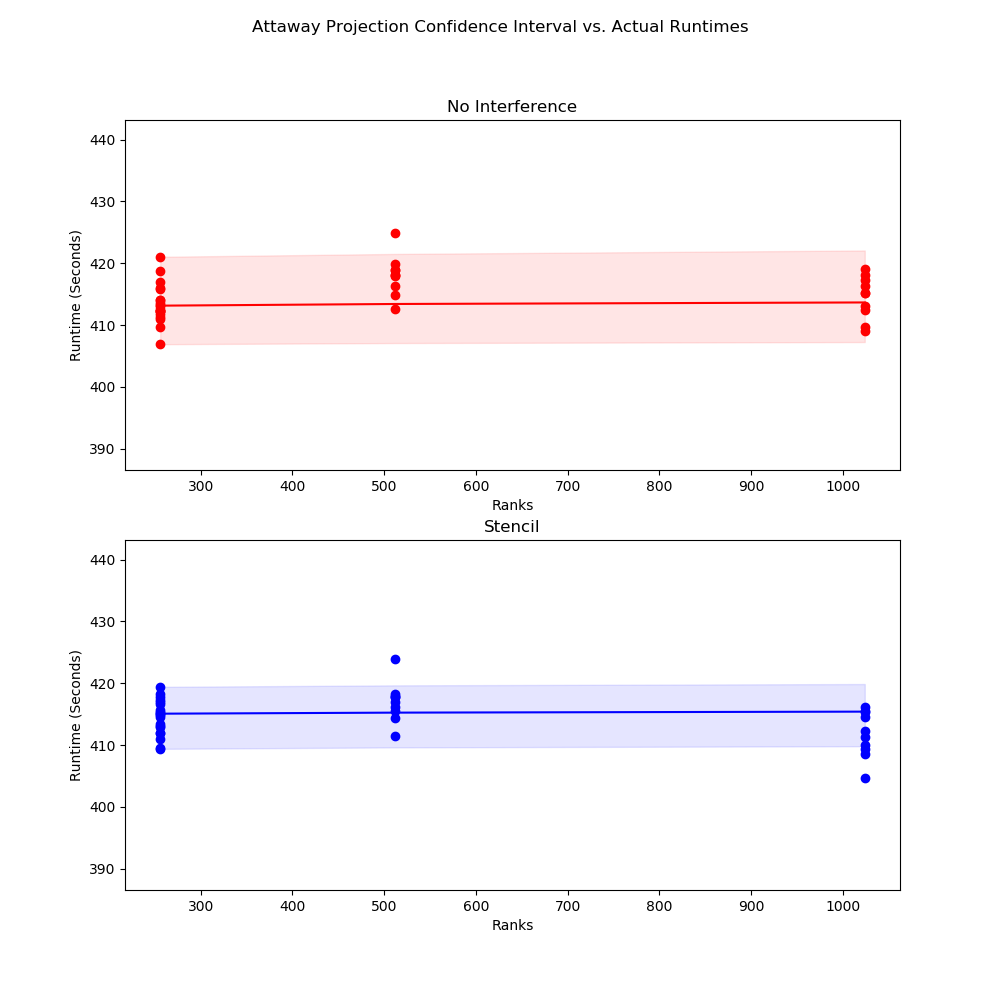 Attaway Projection Confidence Interval vs. Actual Runtimes
No Interference
440
430
420
410
400
390
Runtime (Seconds)
300 400 500 600 700 800 900 1000
Ranks
Stencil
440
430
420
410
400
390
Runtime (Seconds)
300 400 500 600 700 800 900 1000
Ranks